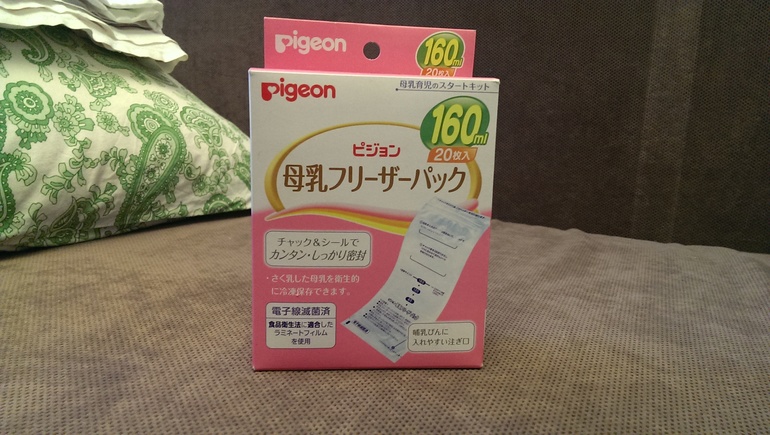 Pigeon
160ml
20枚入
Pigeon
母乳育児のスタートキット
160ml
20枚入
ピジョン
母乳フリーザーパック
チャック&シールで
カンタン・しっかり密封
・さく乳した母乳を衛生的
に冷凍保存できます。
電子線滅菌済
食品衛生法に適合した
ラミネートフィルム
を使用
哺乳びんに
入れやすい注ぎ口